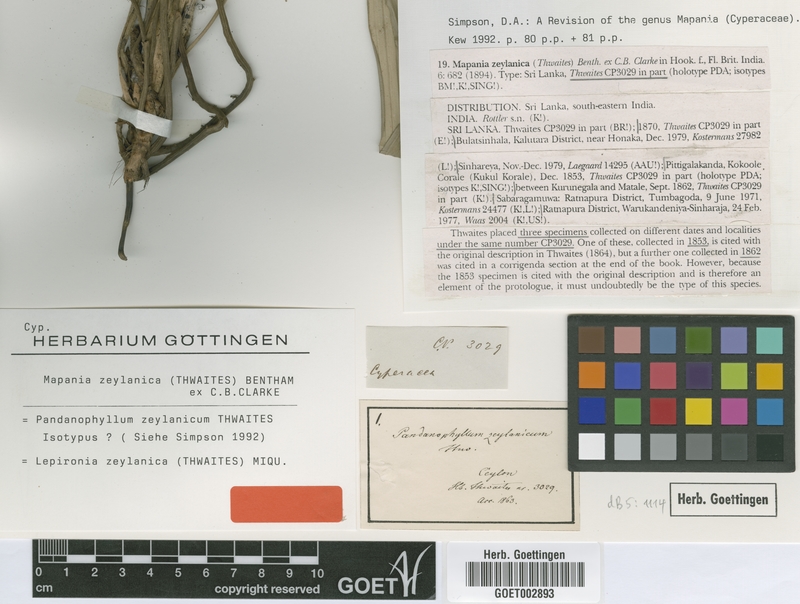 Simpson, D.A.: A Revision of the genus Mapania (Cyperaceae).
Kew 1992. p. 80 p.p. + 81 p.p.
19. Mapania zeylanica (Thwaites) Benth. ex C.B. Clarke in Hook. f., Fl. Brit. India.
6: 682 (1894). Type: Sri Lanka, Thwaites CP3029 in part (holotype PDA; isotypes
BM!,K!,SING!).
DISTRIBUTION. Sri Lanka, south-eastern India.
INDIA. Rottler s.n. (K!).
SRI LANKA. Thwaites CP3029 in part (BR!); 1870, Thwaites CP3029 in part
(E!); Bulatsinhala, Kalutara District, near Honaka, Dec. 1979, Kostermans 27982
(L!); Sinhareya, Nov.-Dec. 1979, Laegaard 14295 (AAU!); Pittigalakanda, Kokoole
Corale (Kukul Korale), Dec. 1853, Thwaites CP3029 in part (holotype PDA;
isotypes K!,SING!); between Kurunegala and Matale, Sept. 1862, Thwaites CP3029
in part (K!). Sabaragamuwa: Ratnapura District, Tumbagoda, 9 June 1971,
Kostermans 24477 (K!,L!); Ratnapura District, Warukandeniya-Sinharaja, 24 Feb.
1977, Waas 2004 (K!,US!).
Thwaites placed three specimens collected on different dates and localities
under the same number CP3029. One of these, collected in 1853, is cited with
the original description in Thwaites (1864), but a further one collected in 1862
was cited in a corrigenda section at the end of the book. However, because
the 1853 specimen is cited with the original description and is therefore an
element of the protologue, it must undoubtedly be the type of this species.
Cyp.
HERBARIUM GÖTTINGEN
Mapania zeylanica (THWAITES) BENTHAM
ex C.B.CLARKE
= Pandanophyllum zeylanicum THWAITES
Isotypus ? ( Siehe Simpson 1992)
= Lepironia zeylanica (THWAITES) MIQU.
C.P. 3029
Cyperacea
1.
Pandanophyllum zeylanicum
Ceylon
Hb. Thwaites n. 3029.
Acc. 863.
dBS: 1114
Herb. Goettingen
0 1 2 3 4 5 6 7 8 9 10
cm copyright reserved
GOET
Herb. Goettingen
GOET002893